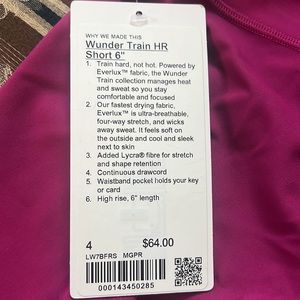 WHY WE MADE THIS
Wunder Train HR
Short 6"
1. Train hard, not hot. Powered by
Everlux™ fabric, the Wunder
Train collection manages heat
and sweat so you stay
comfortable and focused
2. Our fastest drying fabric,
Everlux™ is ultra-breathable,
four-way stretch, and wicks
away sweat. It feels soft on
the outside and cool and sleek
next to skin
3. Added Lycra® fibre for stretch
and shape retention
4. Continuous drawcord
5. Waistband pocket holds your key
or card
6. High rise, 6" length
4 $64.00
LW7BFRS MGPR
000143450285